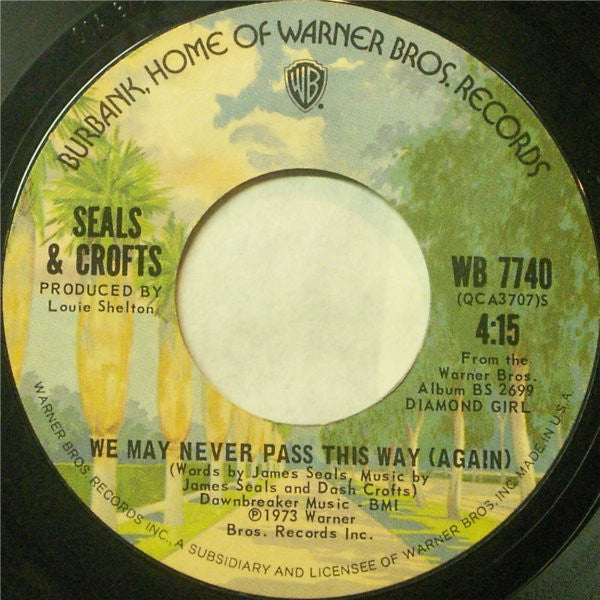 BURBANK, HOME OF WARNER BROS. RECORDS
WB
SEALS
& CROFTS
PRODUCED BY
Louie Shelton
WB 7740
(QCA3707)S
4:15
From the
Warner Bros.
Album BS 2699
DIAMOND GIRL
WE MAY NEVER PASS THIS WAY (AGAIN)
(Words by James Seals, Music by
James Seals and Dash Crofts)
Dawnbreaker Music - BMI
Ⓟ1973 Warner
Bros. Records Inc.
WARNER BROS. RECORDS INC., A SUBSIDIARY AND LICENSEE OF WARNER BROS. INC. MADE IN U.S.A.